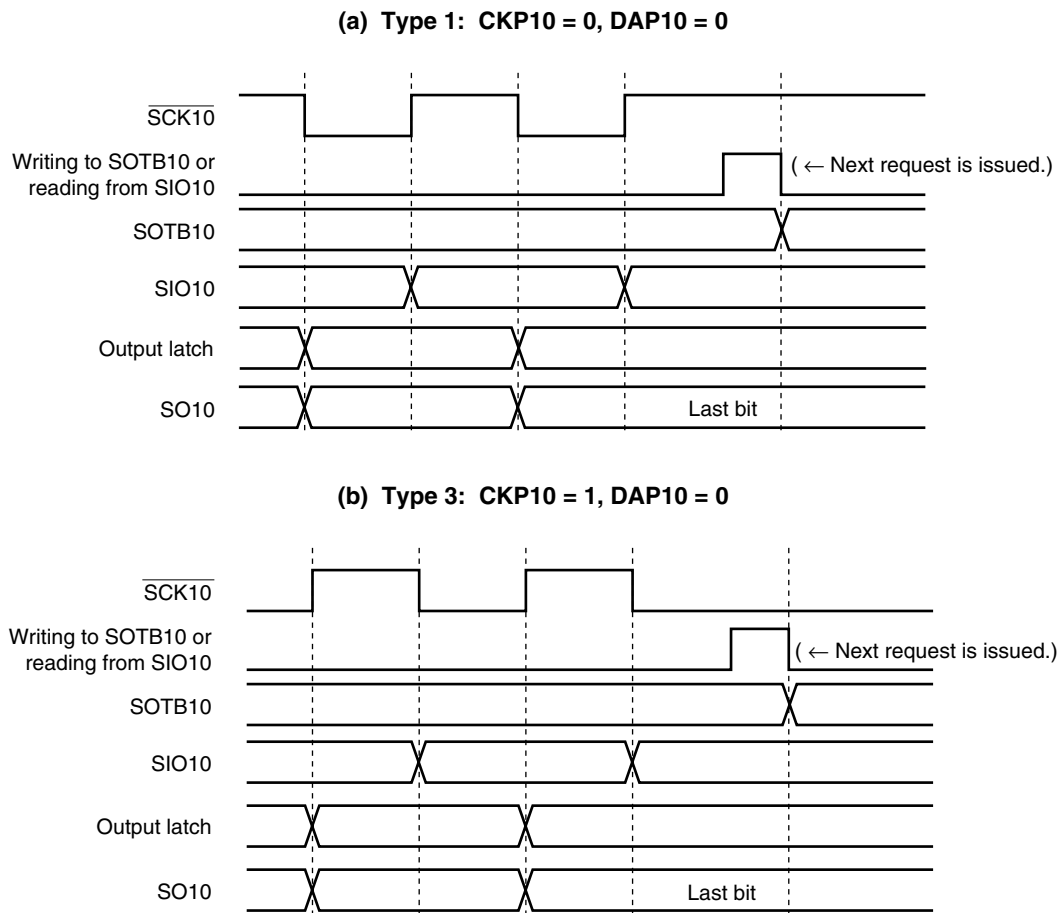 (a) Type 1: CKP10 = 0, DAP10 = 0
SCK10
Writing to SOTB10 or
reading from SIO10
( ← Next request is issued.)
SOTB10
SIO10
Output latch
SO10
Last bit
(b) Type 3: CKP10 = 1, DAP10 = 0
SCK10
Writing to SOTB10 or
reading from SIO10
( ← Next request is issued.)
SOTB10
SIO10
Output latch
SO10
Last bit